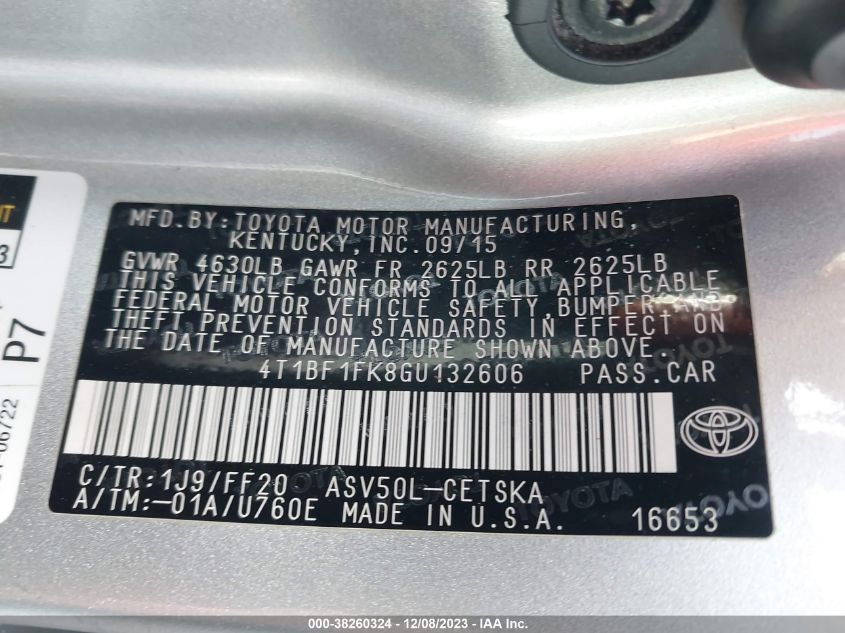 MFD.BY:TOYOTA MOTOR MANUFACTURING,
KENTUCKY,INC.09/15
GVWR 4630LB GAWR FR 2625LB RR 2625LB
THIS VEHICLE CONFORMS TO ALL APPLICABLE
FEDERAL MOTOR VEHICLE SAFETY,BUMPER,AND
THEFT PREVENTION STANDARDS IN EFFECT ON
THE DATE OF MANUFACTURE SHOWN ABOVE.
4T1BF1FK8GU132606 PASS.CAR
C/TR:1J9/FF20 ASV50L-CETSKA
A/TM:-01A/U760E MADE IN U.S.A. 16653
P7
000-38260324 - 12/08/2023 - IAA Inc.